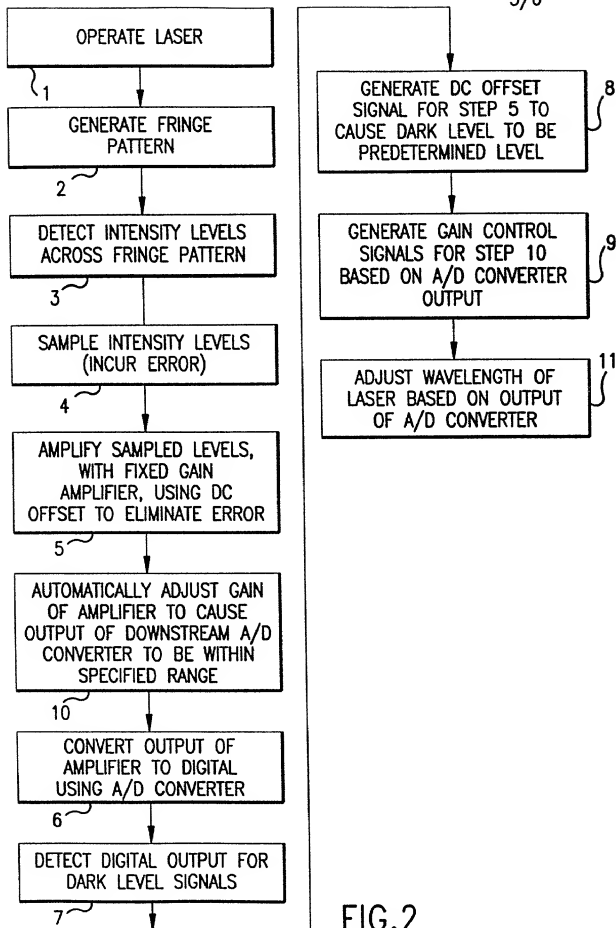 3/6
OPERATE LASER
1
GENERATE FRINGE
PATTERN
2
DETECT INTENSITY LEVELS
ACROSS FRINGE PATTERN
3
SAMPLE INTENSITY LEVELS
(INCUR ERROR)
4
AMPLIFY SAMPLED LEVELS,
WITH FIXED GAIN
AMPLIFIER, USING DC
OFFSET TO ELIMINATE ERROR
5
AUTOMATICALLY ADJUST GAIN
OF AMPLIFIER TO CAUSE
OUTPUT OF DOWNSTREAM A/D
CONVERTER TO BE WITHIN
SPECIFIED RANGE
10
CONVERT OUTPUT OF
AMPLIFIER TO DIGITAL
USING A/D CONVERTER
6
DETECT DIGITAL OUTPUT FOR
DARK LEVEL SIGNALS
7
GENERATE DC OFFSET
SIGNAL FOR STEP 5 TO
CAUSE DARK LEVEL TO BE
PREDETERMINED LEVEL
8
GENERATE GAIN CONTROL
SIGNALS FOR STEP 10
BASED ON A/D CONVERTER
OUTPUT
9
ADJUST WAVELENGTH OF
LASER BASED ON OUTPUT
OF A/D CONVERTER
11
FIG.2